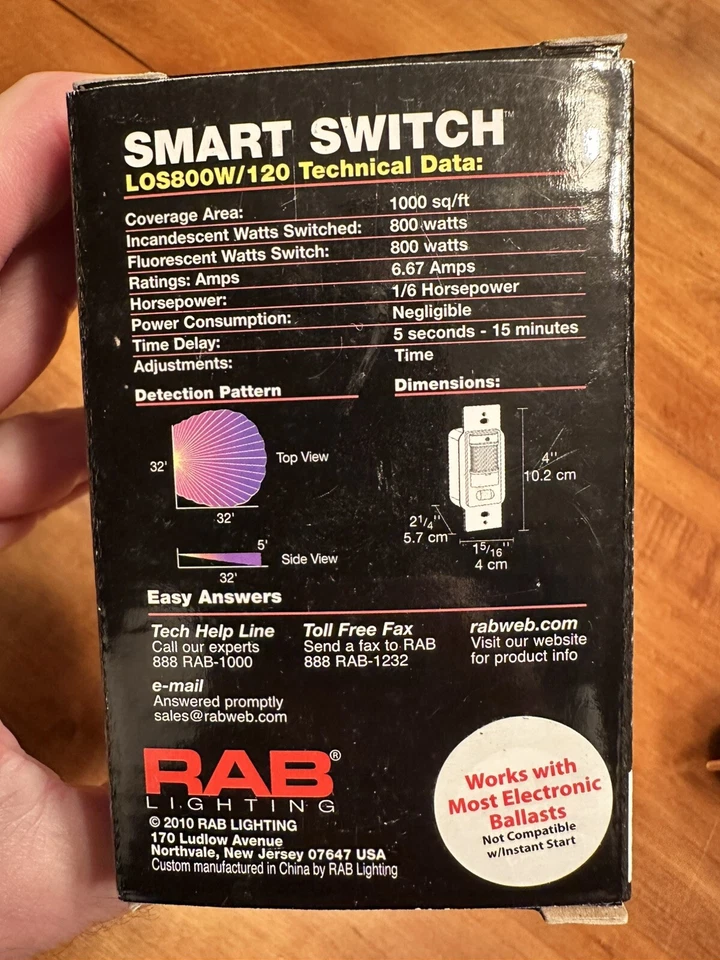 SMART SWITCH™
LOS800W/120 Technical Data:
Coverage Area: 1000 sq/ft
Incandescent Watts Switched: 800 watts
Fluorescent Watts Switch: 800 watts
Ratings: Amps 6.67 Amps
Horsepower: 1/6 Horsepower
Power Consumption: Negligible
Time Delay: 5 seconds - 15 minutes
Adjustments: Time
Detection Pattern
32'
Top View
32'
5'
Side View
32'
Dimensions:
4"
10.2 cm
2 1/4"
5.7 cm
1 5/16"
4 cm
Easy Answers
Tech Help Line
Call our experts
888 RAB-1000
Toll Free Fax
Send a fax to RAB
888 RAB-1232
rabweb.com
Visit our website
for product info
e-mail
Answered promptly
sales@rabweb.com
RAB®
LIGHTING
© 2010 RAB LIGHTING
170 Ludlow Avenue
Northvale, New Jersey 07647 USA
Custom manufactured in China by RAB Lighting
Works with
Most Electronic
Ballasts
Not Compatible
w/Instant Start